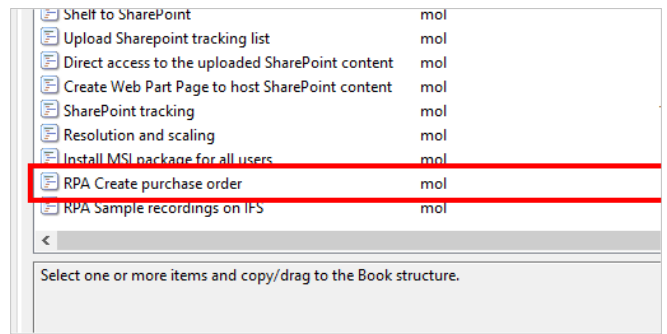 Shelf to SharePoint mol
Upload Sharepoint tracking list mol
Direct access to the uploaded SharePoint content mol
Create Web Part Page to host SharePoint content mol
SharePoint tracking mol
Resolution and scaling mol
Install MSI package for all users mol
RPA Create purchase order mol
RPA Sample recordings on IFS mol
Select one or more items and copy/drag to the Book structure.